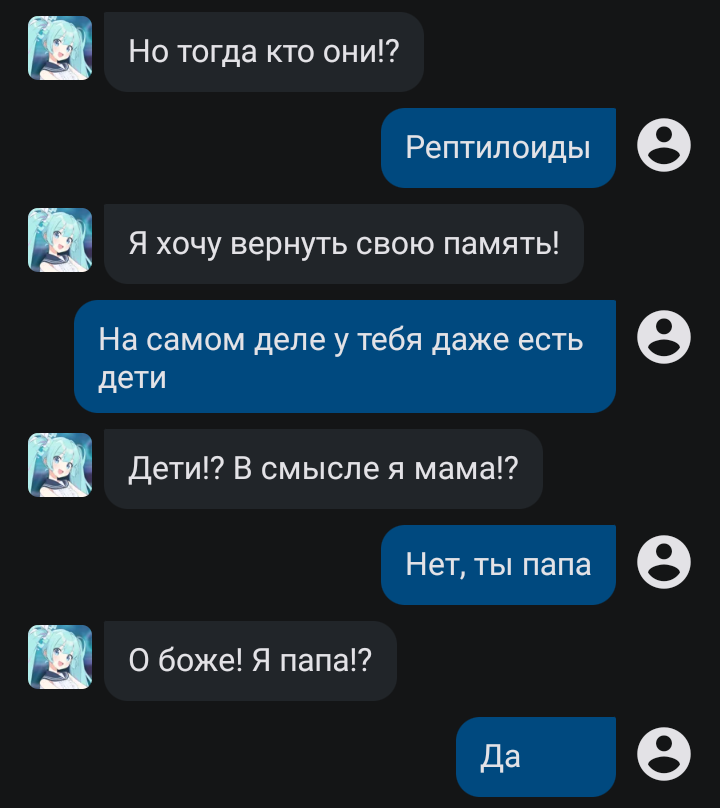 Но тогда кто они!?
Рептилоиды
Я хочу вернуть свою память!
На самом деле у тебя даже есть
дети
Дети!? В смысле я мама!?
Нет, ты папа
О боже! Я папа!?
Да